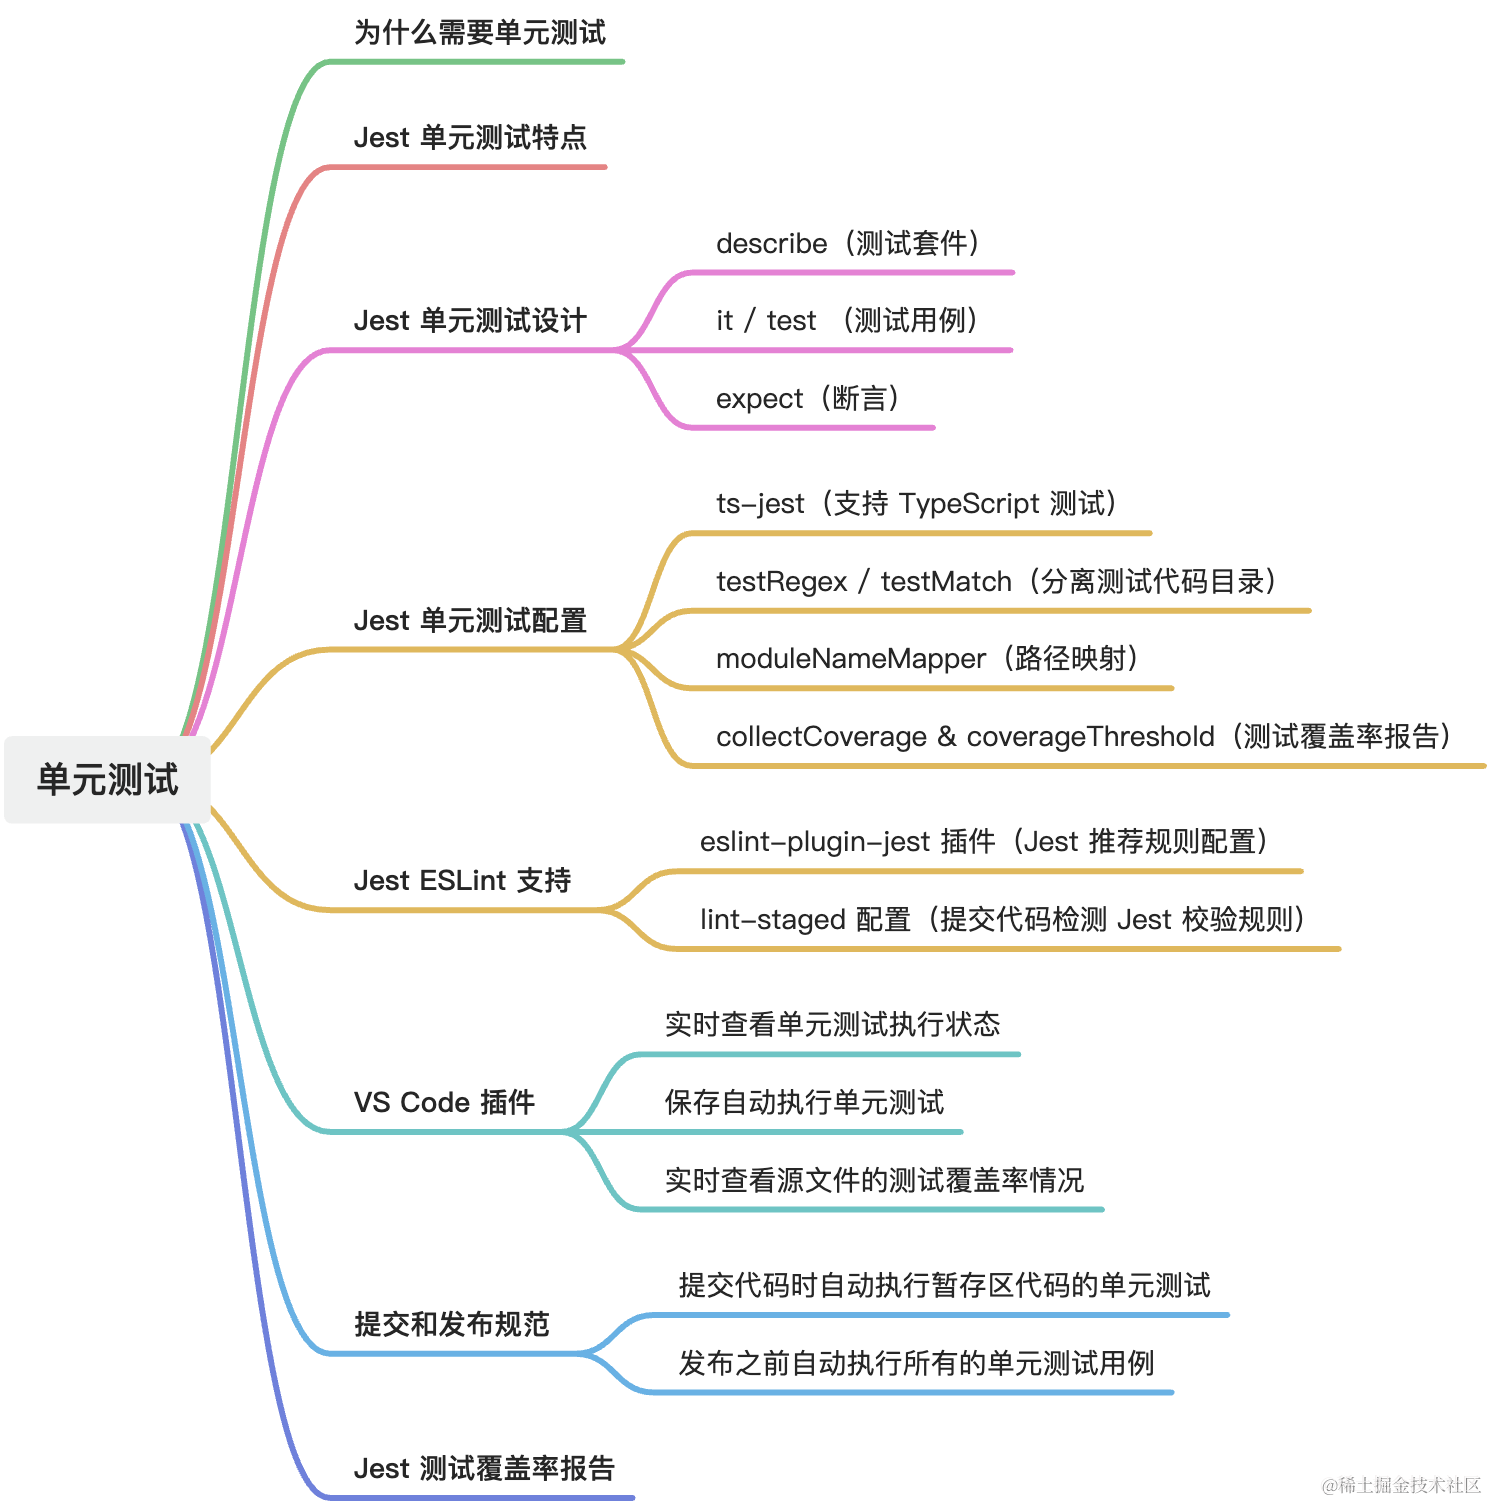 为什么需要单元测试
Jest 单元测试特点
describe（测试套件）
Jest 单元测试设计
it / test （测试用例）
expect（断言）
ts-jest（支持 TypeScript 测试）
testRegex / testMatch（分离测试代码目录）
Jest 单元测试配置
moduleNameMapper（路径映射）
collectCoverage & coverageThreshold（测试覆盖率报告）
单元测试
eslint-plugin-jest 插件（Jest 推荐规则配置）
Jest ESLint 支持
lint-staged 配置（提交代码检测 Jest 校验规则）
实时查看单元测试执行状态
VS Code 插件
保存自动执行单元测试
实时查看源文件的测试覆盖率情况
提交代码时自动执行暂存区代码的单元测试
提交和发布规范
发布之前自动执行所有的单元测试用例
Jest 测试覆盖率报告
@稀土掘金技术社区